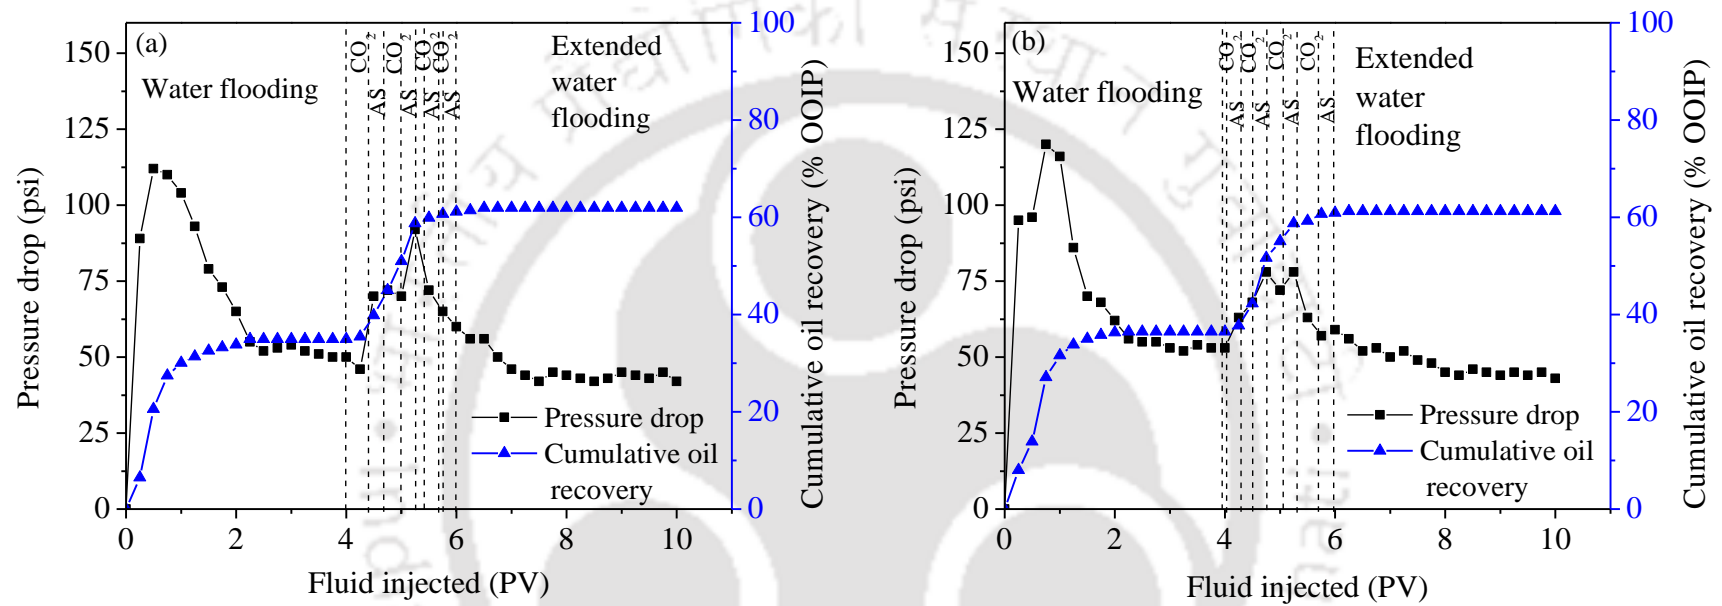 (a)
Water flooding
CO2
AS
CO2
AS
CO2
AS
CO2
AS
Extended
water
flooding
150
125
100
75
50
25
0
Pressure drop (psi)
100
80
60
40
20
0
Cumulative oil recovery (% OOIP)
Pressure drop
Cumulative oil
recovery
0 2 4 6 8 10
Fluid injected (PV)
(b)
Water flooding
CO2
AS
CO2
AS
CO2
AS
CO2
AS
Extended
water
flooding
150
125
100
75
50
25
0
Pressure drop (psi)
100
80
60
40
20
0
Cumulative oil recovery (% OOIP)
Pressure drop
Cumulative oil
recovery
0 2 4 6 8 10
Fluid injected (PV)